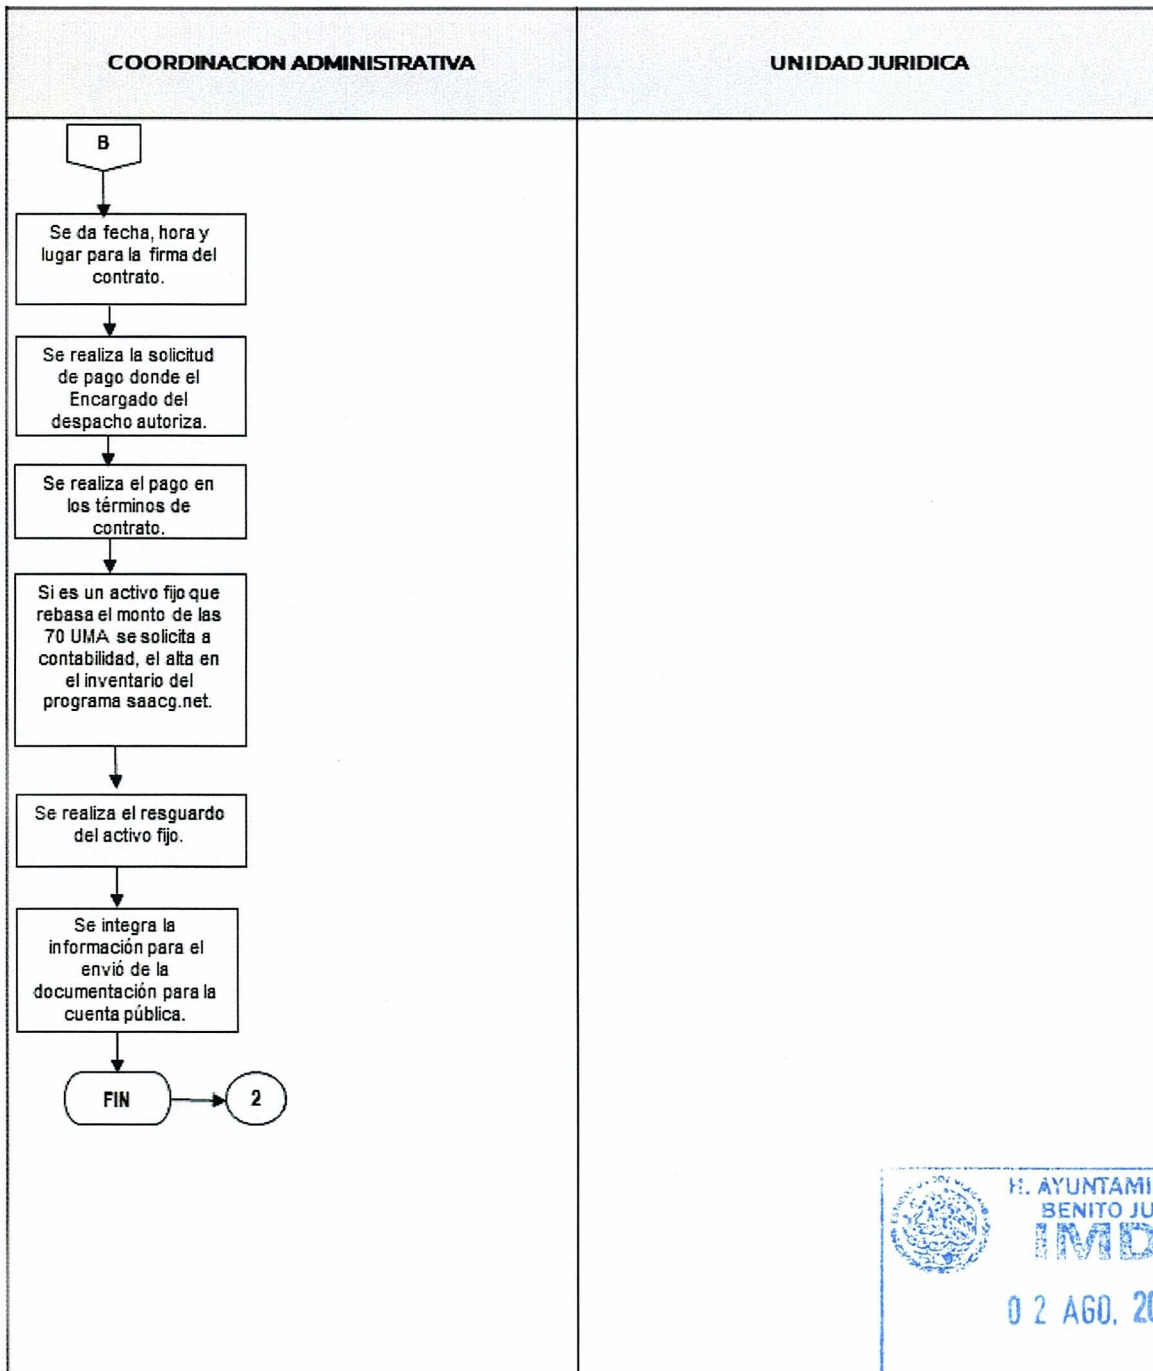 COORDINACION ADMINISTRATIVA
UNIDAD JURIDICA
B
Se da fecha, hora y
lugar para la firma del
contrato.
Se realiza la solicitud
de pago donde el
Encargado del
despacho autoriza.
Se realiza el pago en
los términos de
contrato.
Si es un activo fijo que
rebasa el monto de las
70 UMA se solicita a
contabilidad, el alta en
el inventario del
programa saacg.net.
Se realiza el resguardo
del activo fijo.
Se integra la
información para el
envió de la
documentación para la
cuenta pública.
FIN
2
H. AYUNTAMI
BENITO JU
IMD
02 AGO. 20